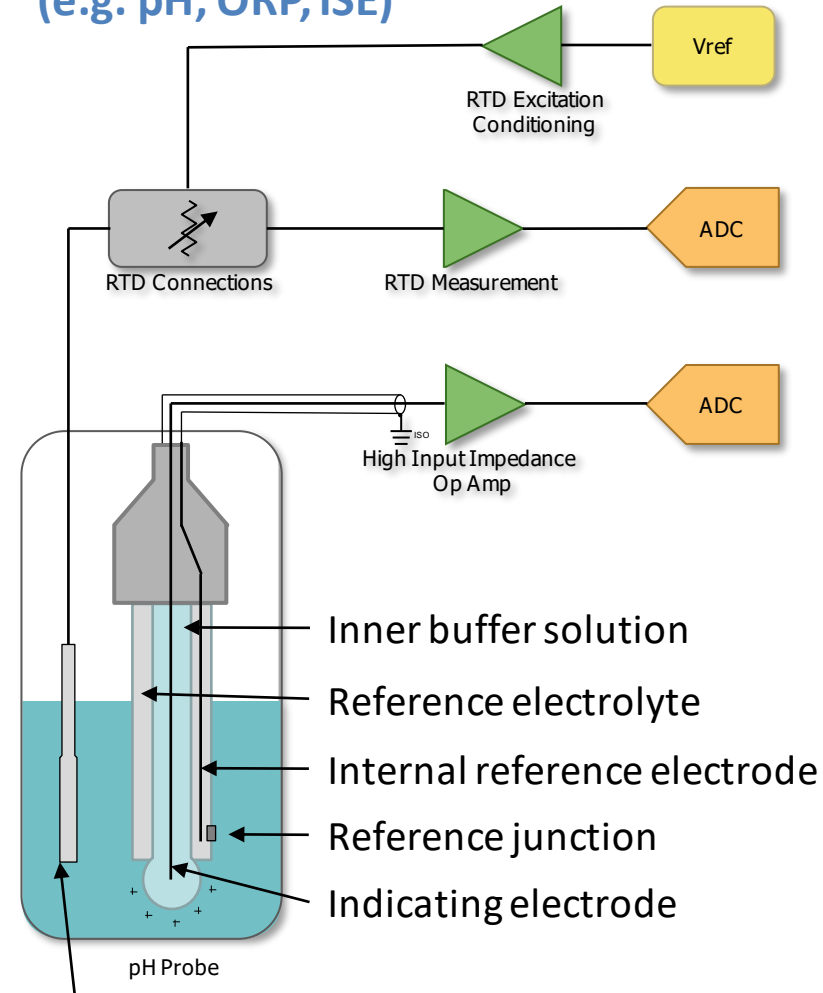 (e.g. pH, ORP, ISE)
Vref
RTD Excitation
Conditioning
ADC
RTD Connections
RTD Measurement
ADC
ISO
High Input Impedance
Op Amp
Inner buffer solution
Reference electrolyte
Internal reference electrode
Reference junction
Indicating electrode
pH Probe